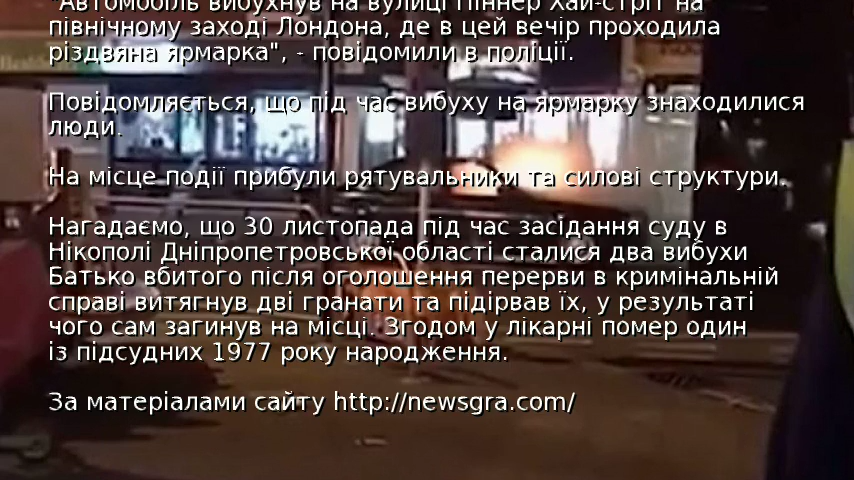 "Автомобіль вибухнув на вулиці Піннер Хай-стріт на
північному заході Лондона, де в цей вечір проходила
різдвяна ярмарка", - повідомили в поліції.
Повідомляється, що під час вибуху на ярмарку знаходилися
люди.
На місце події прибули рятувальники та силові структури.
Нагадаємо, що 30 листопада під час засідання суду в
Нікополі Дніпропетровської області сталися два вибухи
Батько вбитого після оголошення перерви в кримінальній
справі витягнув дві гранати та підірвав їх, у результаті
чого сам загинув на місці. Згодом у лікарні помер один
із підсудних 1977 року народження.
За матеріалами сайту http://newsgra.com/